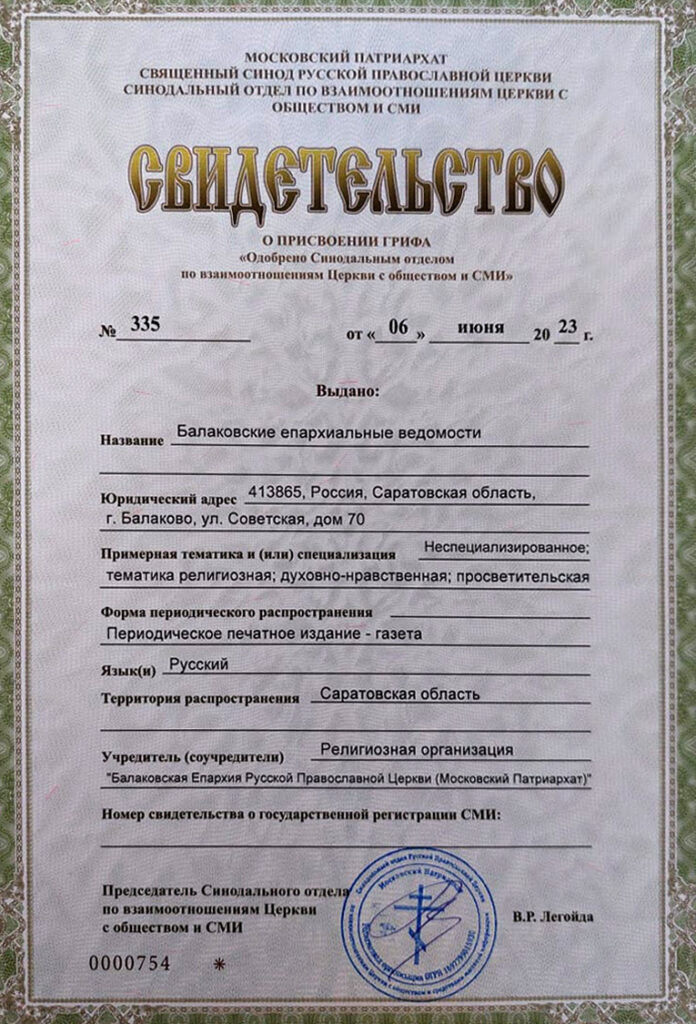 МОСКОВСКИЙ ПАТРИАРХАТ
СВЯЩЕННЫЙ СИНОД РУССКОЙ ПРАВОСЛАВНОЙ ЦЕРКВИ
СИНОДАЛЬНЫЙ ОТДЕЛ ПО ВЗАИМООТНОШЕНИЯМ ЦЕРКВИ С
ОБЩЕСТВОМ И СМИ
СВИДЕТЕЛЬСТВО
О ПРИСВОЕНИИ ГРИФА
«Одобрено Синодальным отделом
по взаимоотношениям Церкви с обществом и СМИ»
№ 335 от « 06 » июня 20 23 г.
Выдано:
Название Балаковские епархиальные ведомости
Юридический адрес 413865, Россия, Саратовская область,
г. Балаково, ул. Советская, дом 70
Примерная тематика и (или) специализация Неспециализированное;
тематика религиозная; духовно-нравственная; просветительская
Форма периодического распространения
Периодическое печатное издание - газета
Язык(и) Русский
Территория распространения Саратовская область
Учредитель (соучредители) Религиозная организация
"Балаковская Епархия Русской Православной Церкви (Московский Патриархат)"
Номер свидетельства о государственной регистрации СМИ:
Председатель Синодального отдела
по взаимоотношениям Церкви
с обществом и СМИ
В.Р. Легойда
0000754 *